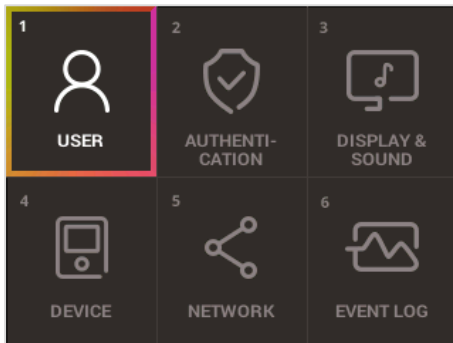 1
USER
2
AUTHENTI-
CATION
3
DISPLAY &
SOUND
4
DEVICE
5
NETWORK
6
EVENT LOG